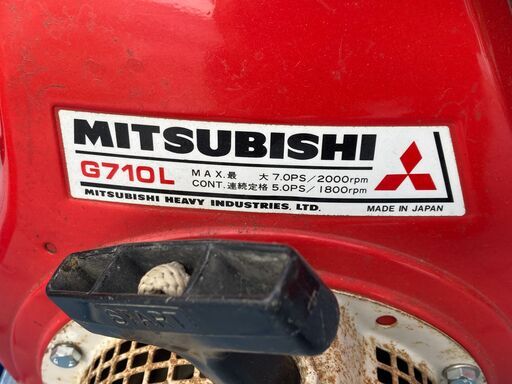 MITSUBISHI
G710L
MAX.最 大 7.0PS/2000rpm
CONT.連続定格 5.0PS/1800rpm
MITSUBISHI HEAVY INDUSTRIES, LTD.
MADE IN JAPAN
START